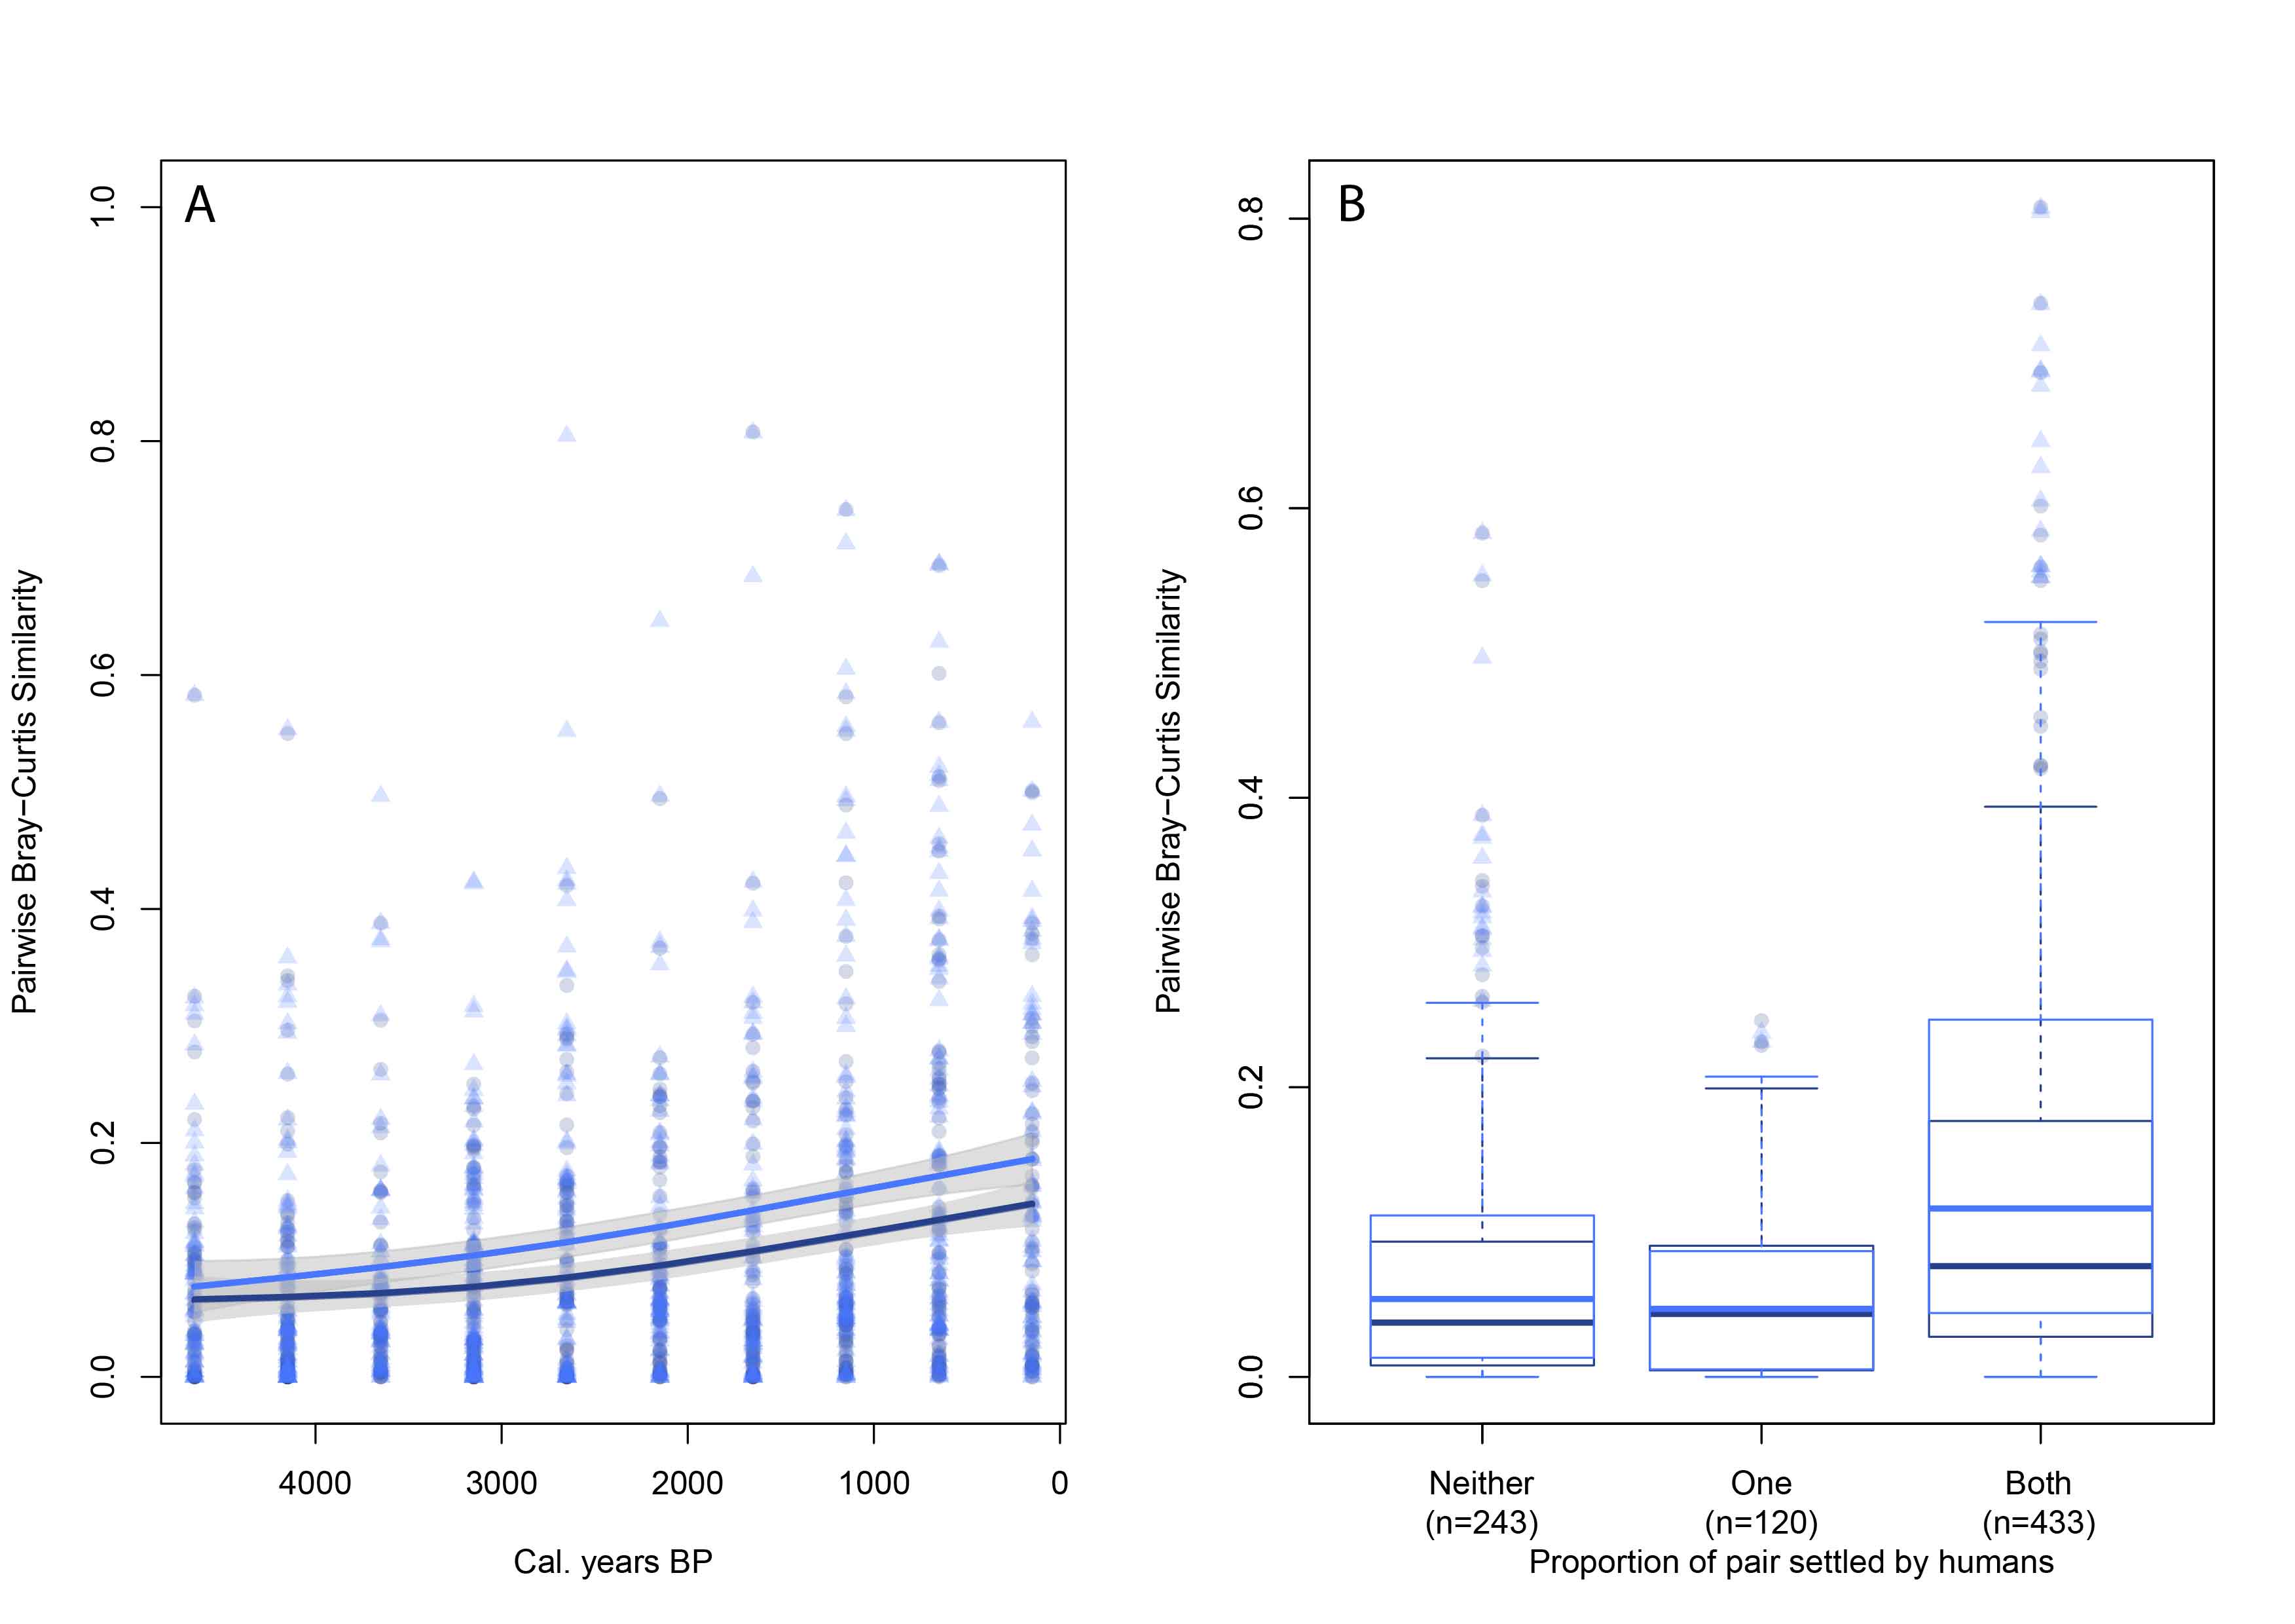 A
Pairwise Bray−Curtis Similarity
1.0
0.8
0.6
0.4
0.2
0.0
4000 3000 2000 1000 0
Cal. years BP
B
Pairwise Bray−Curtis Similarity
0.8
0.6
0.4
0.2
0.0
Neither One Both
(n=243) (n=120) (n=433)
Proportion of pair settled by humans